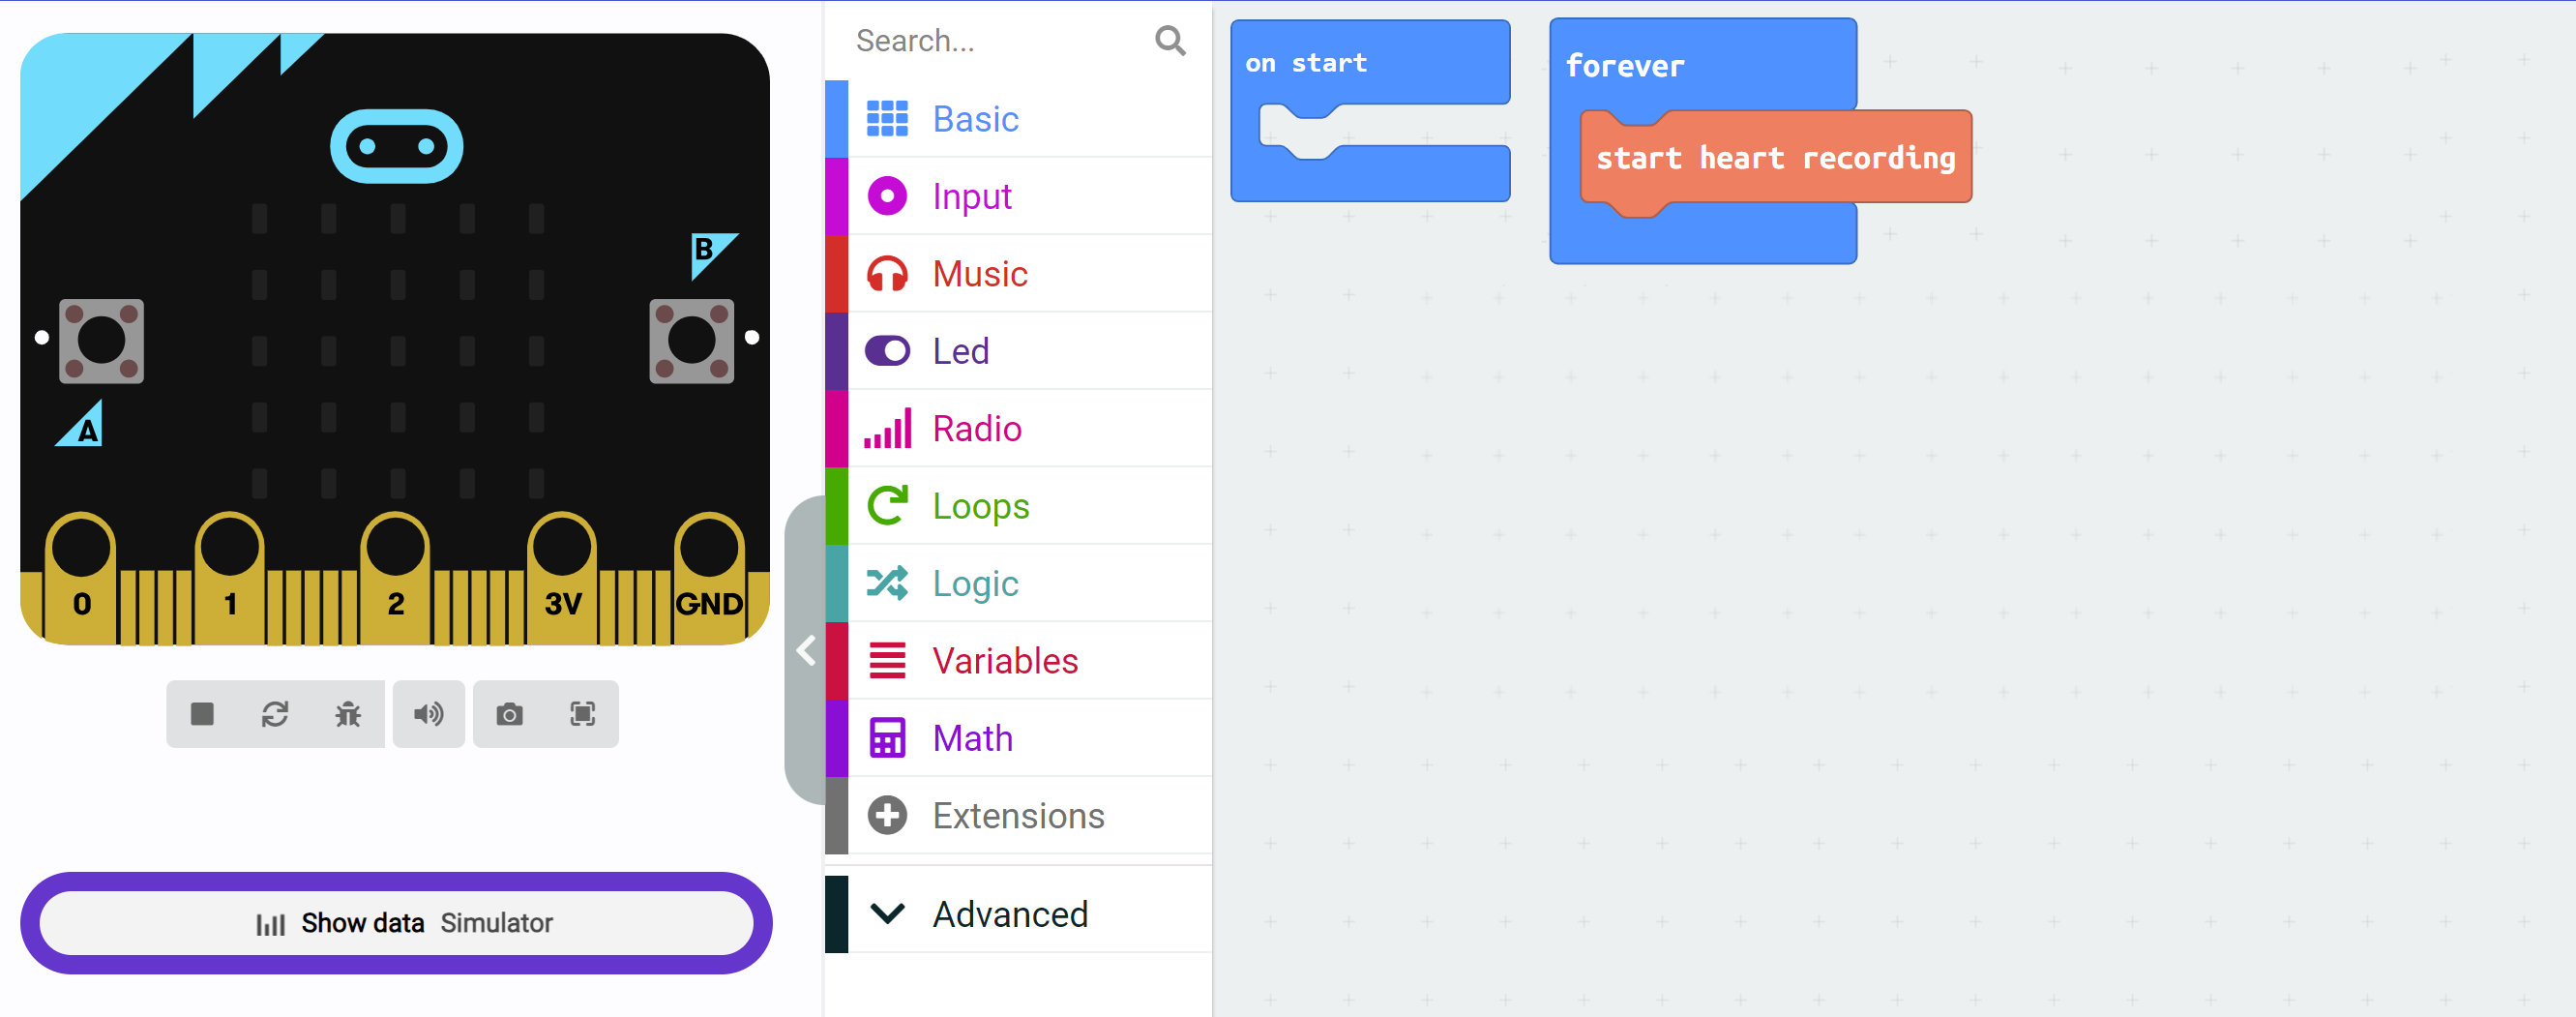 B
A
0 1 2 3V GND
Show data Simulator
Search...
Basic
Input
Music
Led
Radio
Loops
Logic
Variables
Math
Extensions
Advanced
on start
forever
start heart recording